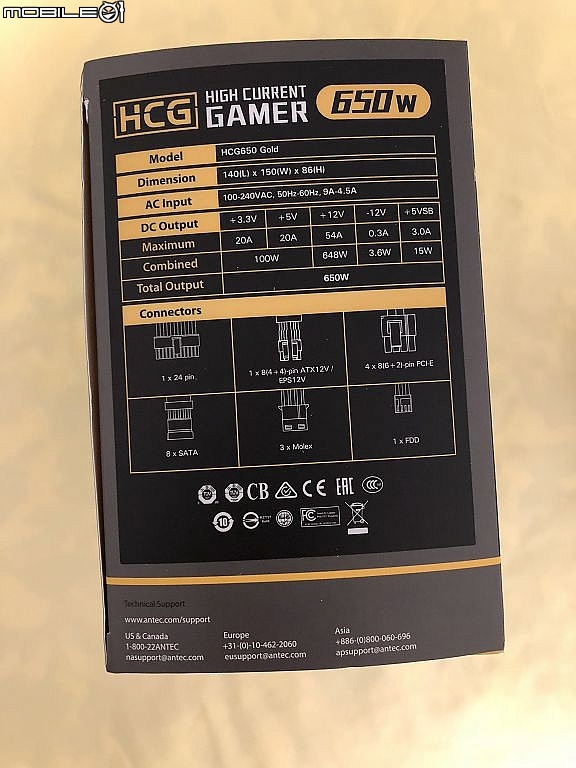 MOBILE01
HCG HIGH CURRENT GAMER 650W
Model HCG650 Gold
Dimension 140(L) x 150(W) x 86(H)
AC Input 100-240VAC, 50Hz-60Hz, 9A-4.5A
DC Output +3.3V +5V +12V -12V +5VSB
Maximum 20A 20A 54A 0.3A 3.0A
Combined 100W 648W 3.6W 15W
Total Output 650W
Connectors
1 x 24 pin
1 x 8(4+4)-pin ATX12V /
EPS12V
4 x 8(6+2)-pin PCI-E
8 x SATA
3 x Molex
1 x FDD
CB CE EAC CCC
10 FC
Technical Support
www.antec.com/support
US & Canada
1-800-22ANTEC
nasupport@antec.com
Europe
+31-(0)-10-462-2060
eusupport@antec.com
Asia
+886-(0)800-060-696
apsupport@antec.com